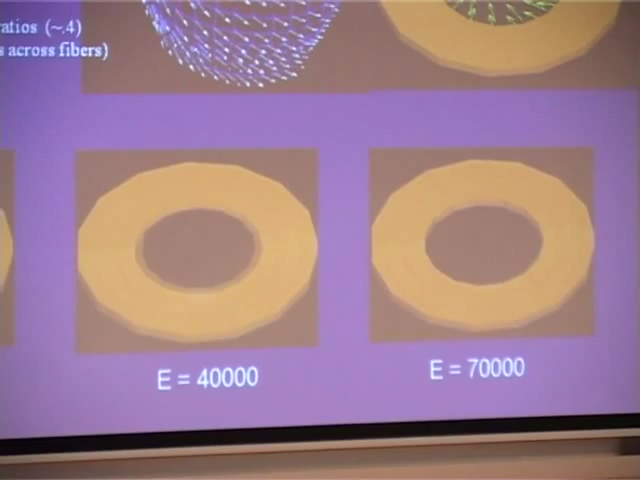 ratios (~.4)
across fibers)
E = 40000
E = 70000